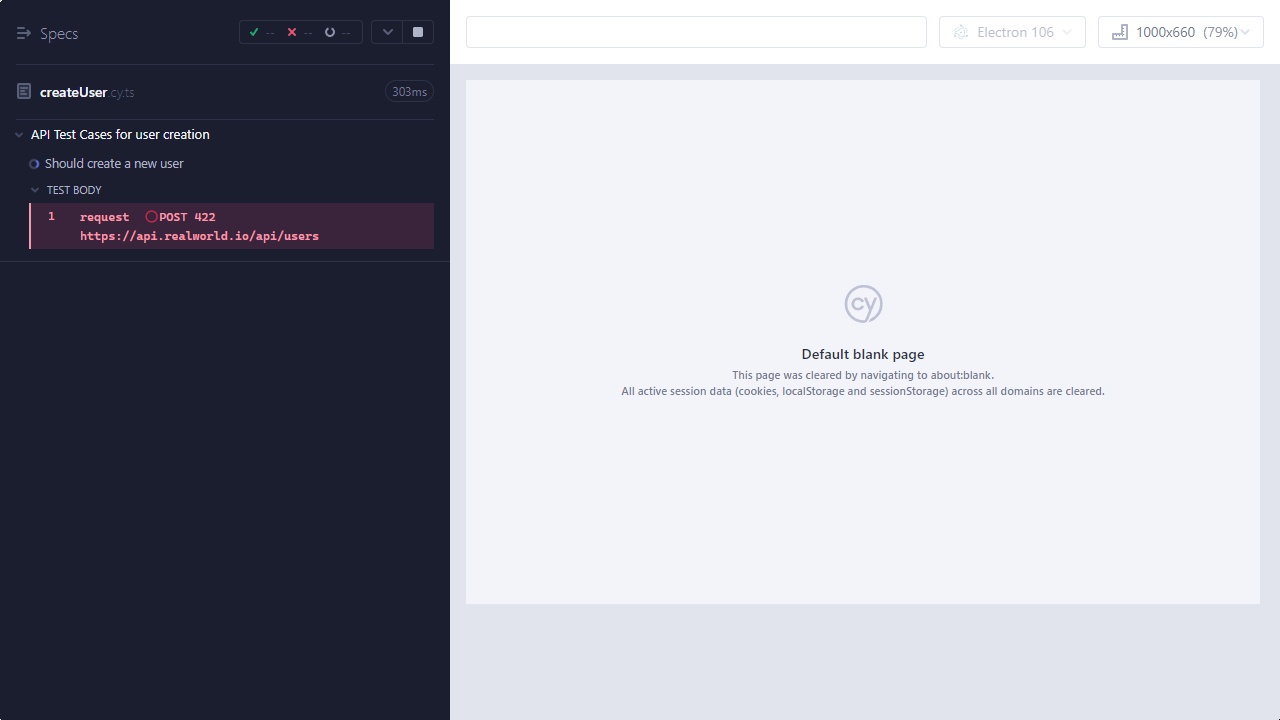 Specs
--
--
--
Electron 106
1000x660 (79%)
createUser.cy.ts
303ms
API Test Cases for user creation
Should create a new user
TEST BODY
1 request POST 422
https://api.realworld.io/api/users
cy
Default blank page
This page was cleared by navigating to about:blank.
All active session data (cookies, localStorage and sessionStorage) across all domains are cleared.